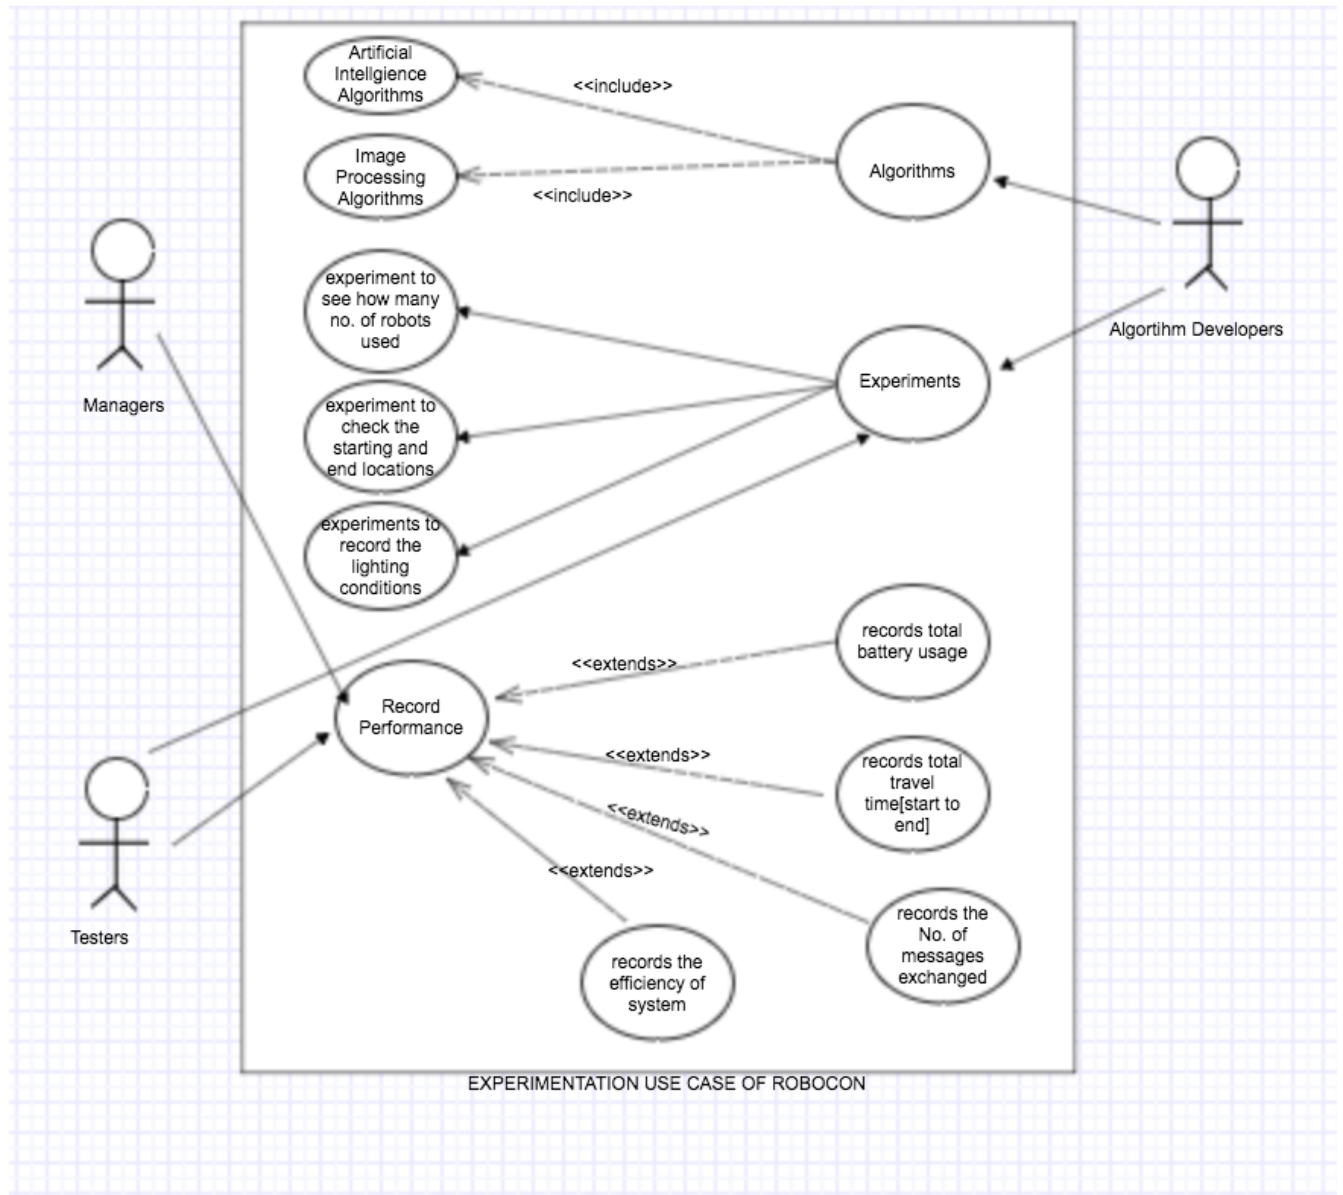 Artificial
Intellgience
Algorithms
<<include>>
Image
Processing
Algorithms
<<include>>
Algorithms
experiment to
see how many
no. of robots
used
Algortihm Developers
Managers
experiment to
check the
starting and
end locations
Experiments
experiments to
record the
lighting
conditions
records total
battery usage
<<extends>>
Record
Performance
<<extends>>
records total
travel
time[start to
end]
<<extends>>
<<extends>>
records the
No. of
messages
exchanged
Testers
records the
efficiency of
system
EXPERIMENTATION USE CASE OF ROBOCON